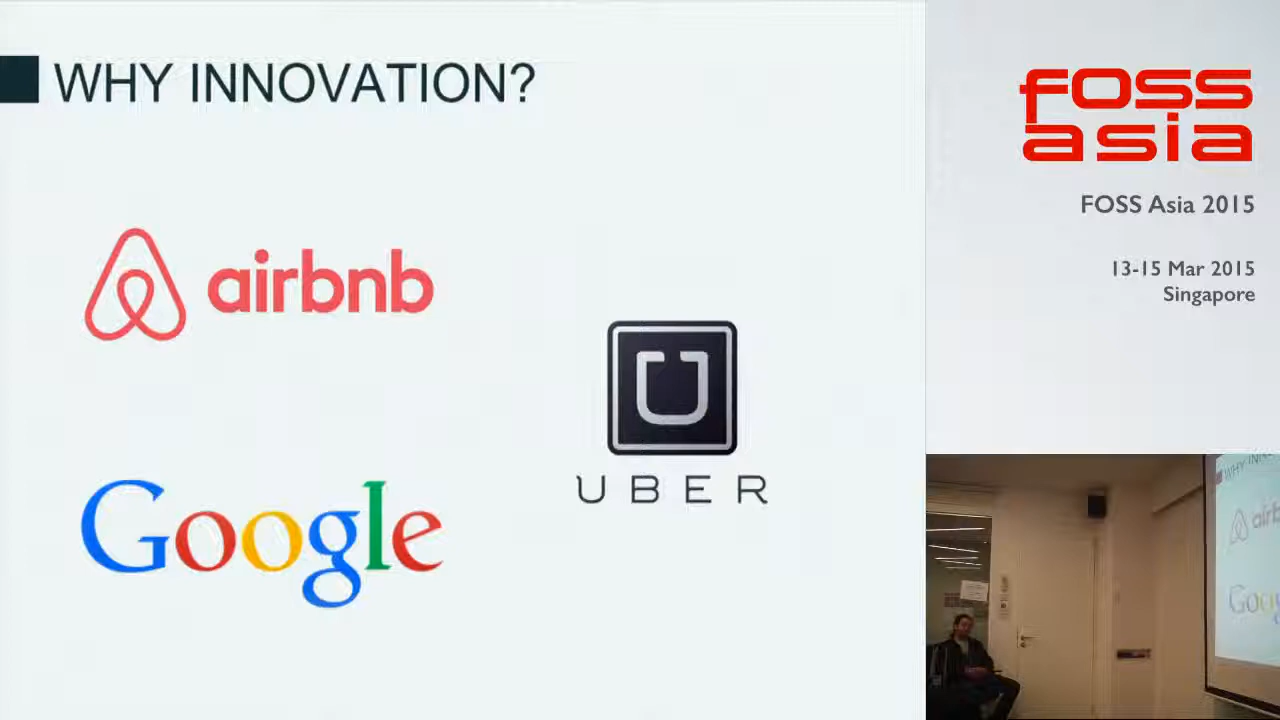 WHY INNOVATION?
airbnb
UBER
Google
foss
asia
FOSS Asia 2015
13-15 Mar 2015
Singapore